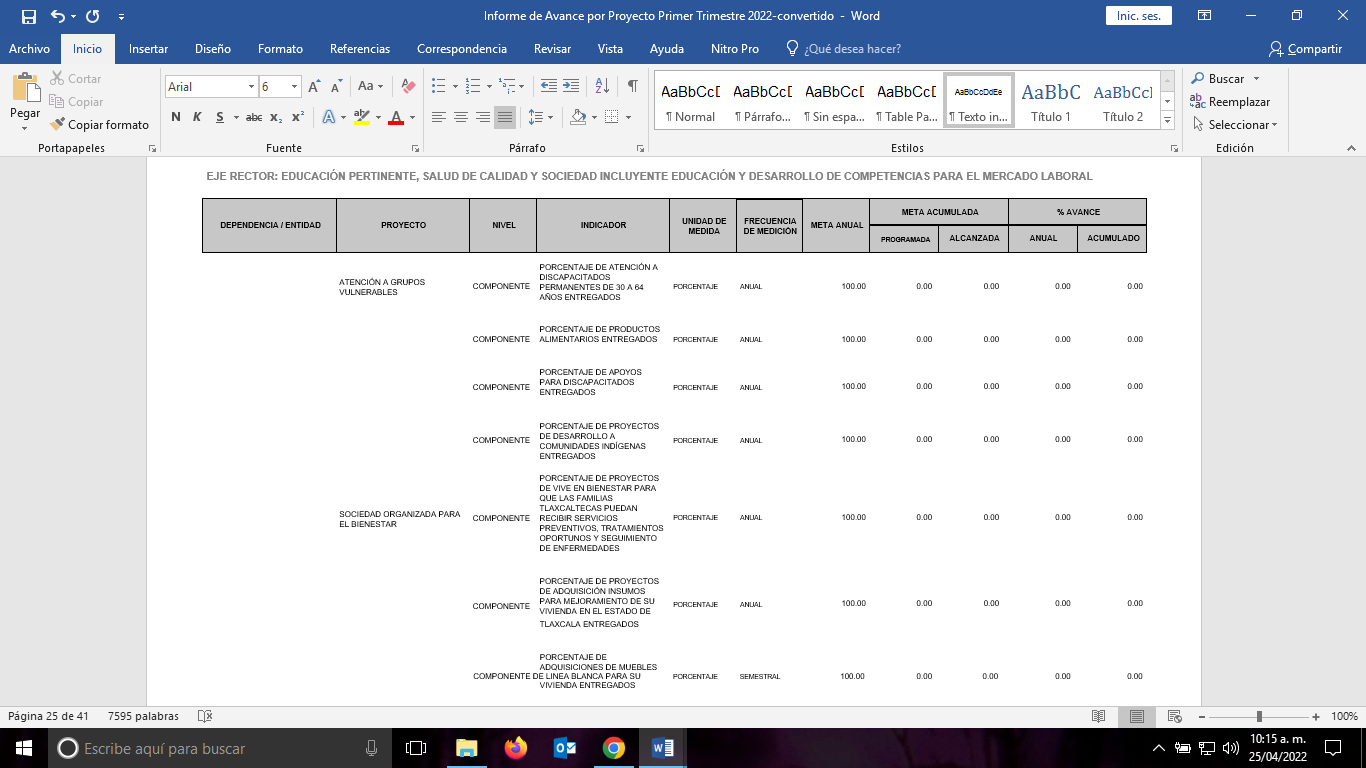 Informe de Avance por Proyecto Primer Trimestre 2022-convertido - Word
Inic. ses.
Archivo Inicio Insertar Diseño Formato Referencias Correspondencia Revisar Vista Ayuda Nitro Pro ¿Qué desea hacer? Compartir
Pegar
Cortar
Copiar
Copiar formato
Portapapeles
Arial 6
N K S abc x₂ x²
Fuente
Párrafo
AaBbCcD AaBbCcD AaBbCcD AaBbCcD AaBbCcDdEe AaBbC AaBbCcI
¶ Normal ¶ Párrafo... ¶ Sin espa... ¶ Table Pa... ¶ Texto in... Título 1 Título 2
Estilos
Buscar
Reemplazar
Seleccionar
Edición
EJE RECTOR: EDUCACIÓN PERTINENTE, SALUD DE CALIDAD Y SOCIEDAD INCLUYENTE EDUCACIÓN Y DESARROLLO DE COMPETENCIAS PARA EL MERCADO LABORAL
DEPENDENCIA / ENTIDAD PROYECTO NIVEL INDICADOR UNIDAD DE MEDIDA FRECUENCIA DE MEDICIÓN META ANUAL META ACUMULADA % AVANCE
PROGRAMADA ALCANZADA ANUAL ACUMULADO
ATENCIÓN A GRUPOS
VULNERABLES
COMPONENTE
PORCENTAJE DE ATENCIÓN A
DISCAPACITADOS
PERMANENTES DE 30 A 64
AÑOS ENTREGADOS
PORCENTAJE ANUAL 100.00 0.00 0.00 0.00 0.00
COMPONENTE
PORCENTAJE DE PRODUCTOS
ALIMENTARIOS ENTREGADOS
PORCENTAJE ANUAL 100.00 0.00 0.00 0.00 0.00
COMPONENTE
PORCENTAJE DE APOYOS
PARA DISCAPACITADOS
ENTREGADOS
PORCENTAJE ANUAL 100.00 0.00 0.00 0.00 0.00
COMPONENTE
PORCENTAJE DE PROYECTOS
DE DESARROLLO A
COMUNIDADES INDÍGENAS
ENTREGADOS
PORCENTAJE ANUAL 100.00 0.00 0.00 0.00 0.00
SOCIEDAD ORGANIZADA PARA
EL BIENESTAR
COMPONENTE
PORCENTAJE DE PROYECTOS
DE VIVE EN BIENESTAR PARA
QUE LAS FAMILIAS
TLAXCALTECAS PUEDAN
RECIBIR SERVICIOS
PREVENTIVOS, TRATAMIENTOS
OPORTUNOS Y SEGUIMIENTO
DE ENFERMEDADES
PORCENTAJE ANUAL 100.00 0.00 0.00 0.00 0.00
COMPONENTE
PORCENTAJE DE PROYECTOS
DE ADQUISICIÓN INSUMOS
PARA MEJORAMIENTO DE SU
VIVIENDA EN EL ESTADO DE
TLAXCALA ENTREGADOS
PORCENTAJE ANUAL 100.00 0.00 0.00 0.00 0.00
PORCENTAJE DE
ADQUISICIONES DE MUEBLES
COMPONENTE DE LINEA BLANCA PARA SU
VIVIENDA ENTREGADOS
PORCENTAJE SEMESTRAL 100.00 0.00 0.00 0.00 0.00
Página 25 de 41 7595 palabras 100%
Escribe aquí para buscar
10:15 a. m.
25/04/2022